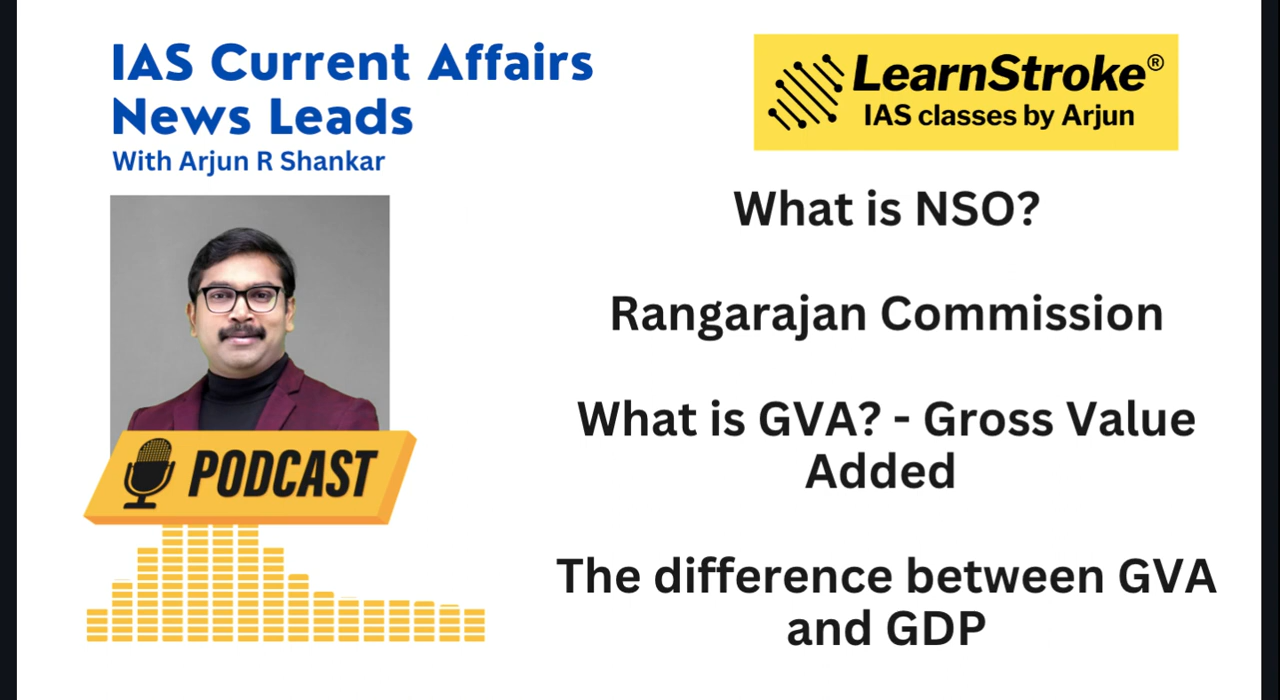 IAS Current Affairs
News Leads
With Arjun R Shankar
PODCAST
LearnStroke®
IAS classes by Arjun
What is NSO?
Rangarajan Commission
What is GVA? - Gross Value
Added
The difference between GVA
and GDP